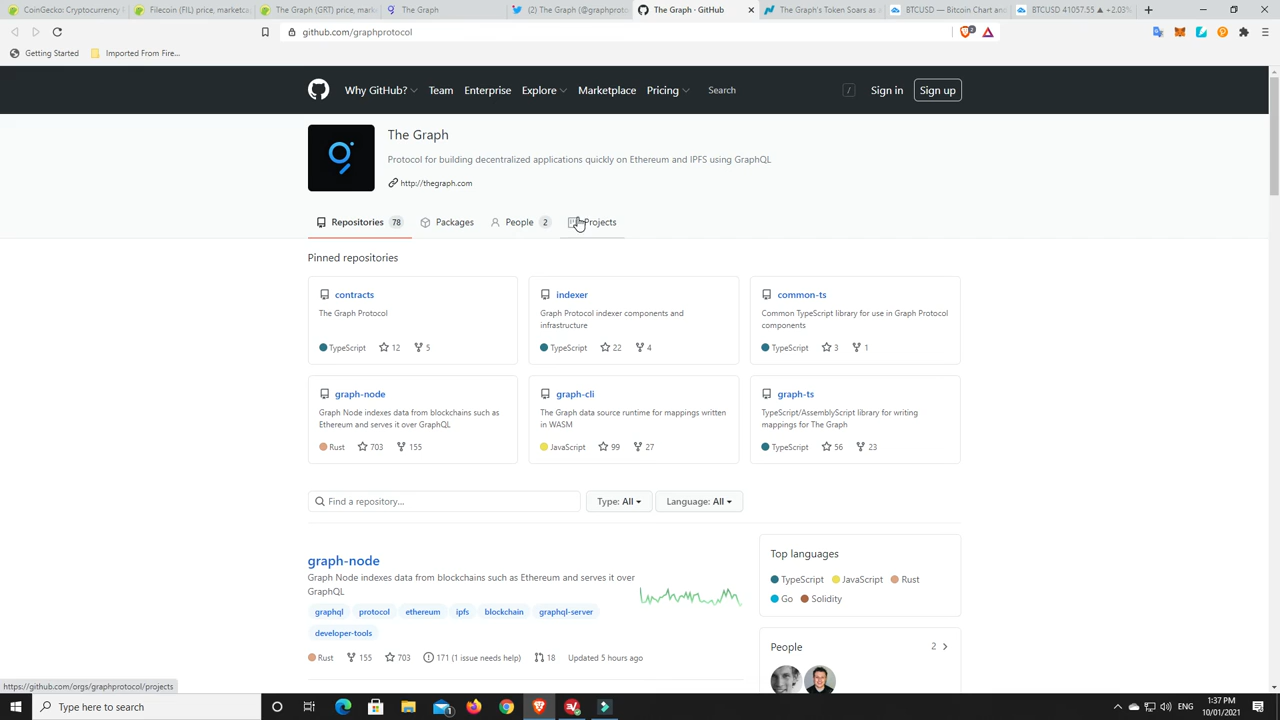 CoinGecko: Cryptocurrency P
Filecoin (FIL) price, marketca
The Graph (GRT) price, marke
The Graph
(2) The Graph (@graphproto
The Graph · GitHub
The Graph's Token Soars as
BTCUSD — Bitcoin Chart and
BTCUSD 41057.55 ▲ +2.03%
github.com/graphprotocol
3
Getting Started
Imported From Fire...
Why GitHub?
Team
Enterprise
Explore
Marketplace
Pricing
Search
/
Sign in
Sign up
The Graph
Protocol for building decentralized applications quickly on Ethereum and IPFS using GraphQL
http://thegraph.com
Repositories 78
Packages
People 2
Projects
Pinned repositories
contracts
The Graph Protocol
TypeScript 12 5
indexer
Graph Protocol indexer components and
infrastructure
TypeScript 22 4
common-ts
Common TypeScript library for use in Graph Protocol
components
TypeScript 3 1
graph-node
Graph Node indexes data from blockchains such as
Ethereum and serves it over GraphQL
Rust 703 155
graph-cli
The Graph data source runtime for mappings written
in WASM
JavaScript 99 27
graph-ts
TypeScript/AssemblyScript library for writing
mappings for The Graph
TypeScript 56 23
Find a repository...
Type: All
Language: All
graph-node
Graph Node indexes data from blockchains such as Ethereum and serves it over
GraphQL
graphql protocol ethereum ipfs blockchain graphql-server
developer-tools
Rust 155 703 171 (1 issue needs help) 18 Updated 5 hours ago
Top languages
TypeScript JavaScript Rust
Go Solidity
People 2
https://github.com/orgs/graphprotocol/projects
Type here to search
ENG
1:37 PM
10/01/2021